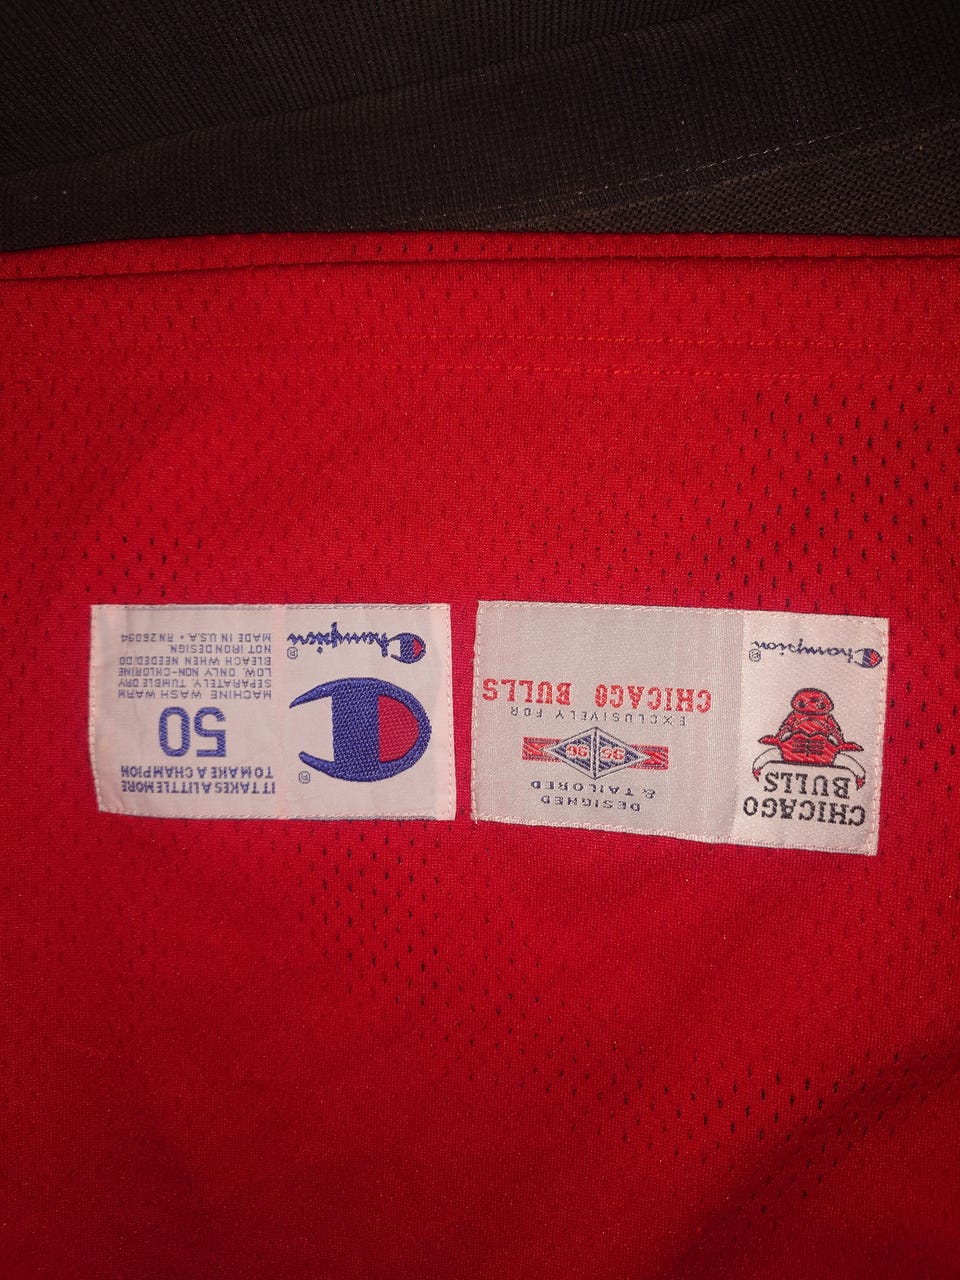 CHICAGO
BULLS
®
Champion®
DESIGNED
& TAILORED
95 96
EXCLUSIVELY FOR
CHICAGO BULLS
®
Champion®
IT TAKES A LITTLE MORE
TO MAKE A CHAMPION
50
MACHINE WASH WARM
SEPARATELY. TUMBLE DRY
LOW. ONLY NON-CHLORINE
BLEACH WHEN NEEDED/DO
NOT IRON DESIGN.
MADE IN U.S.A. • RN 26094